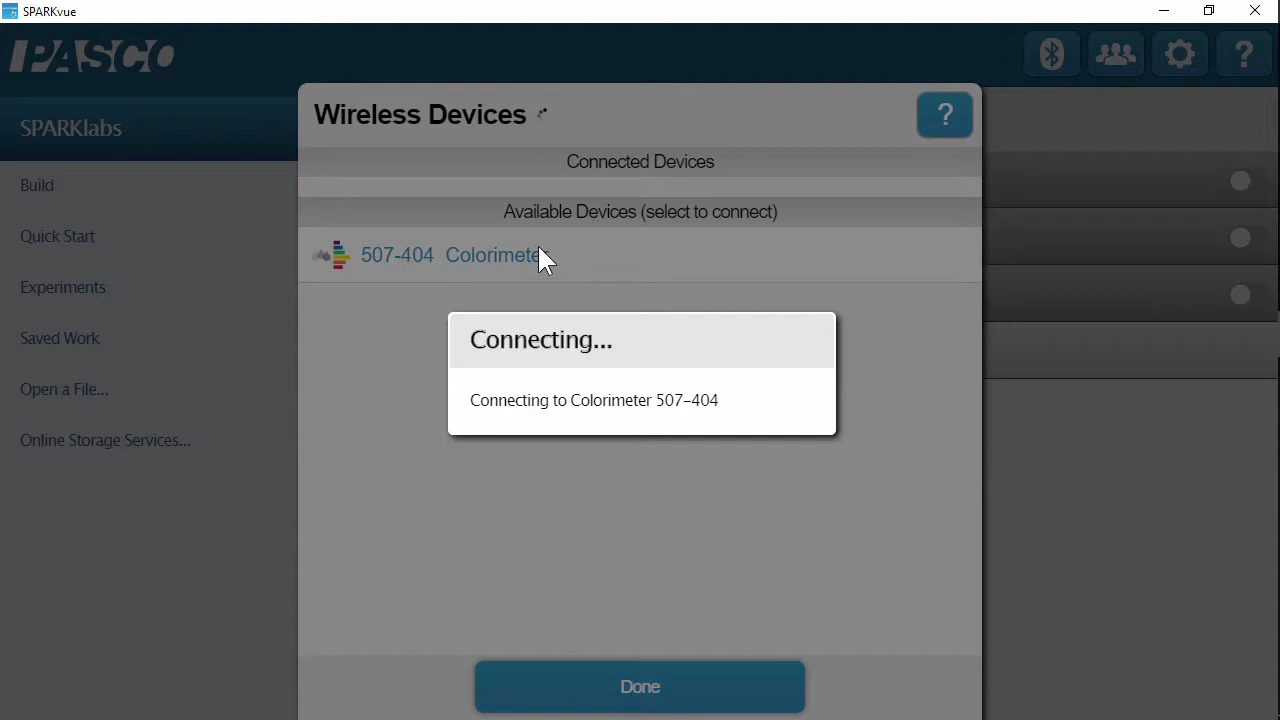 SPARKvue
PASCO
?
SPARKlabs
Build
Quick Start
Experiments
Saved Work
Open a File...
Online Storage Services...
Wireless Devices
?
Connected Devices
Available Devices (select to connect)
507-404 Colorimeter
Connecting...
Connecting to Colorimeter 507-404
Done